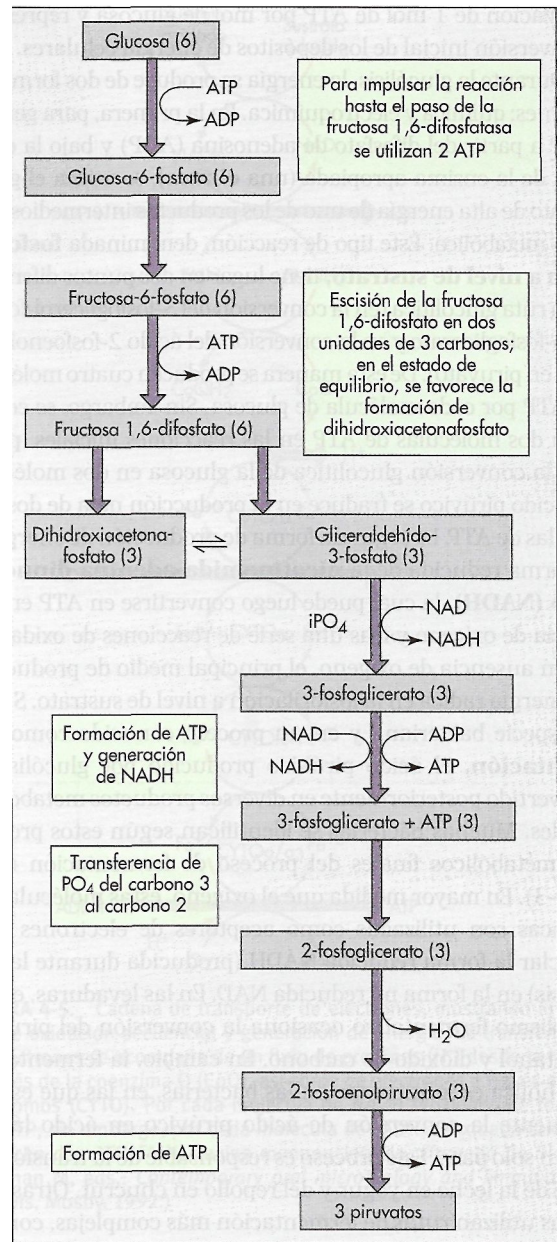 Glucosa (6)
ATP
ADP
Para impulsar la reacción
hasta el paso de la
fructosa 1,6-difosfatasa
se utilizan 2 ATP
Glucosa-6-fosfato (6)
Fructosa-6-fosfato (6)
ATP
ADP
Escisión de la fructosa
1,6-difosfato en dos
unidades de 3 carbonos;
en el estado de
equilibrio, se favorece la
formación de
dihidroxiacetonafosfato
Fructosa 1,6-difosfato (6)
Dihidroxiacetona-
fosfato (3)
⇌
Gliceraldehido-
3-fosfato (3)
iPO4
NAD
NADH
3-fosfoglicerato (3)
Formación de ATP
y generación
de NADH
NAD
NADH
ADP
ATP
3-fosfoglicerato + ATP (3)
Transferencia de
PO4 del carbono 3
al carbono 2
2-fosfoglicerato (3)
H2O
2-fosfoenolpiruvato (3)
Formación de ATP
ADP
ATP
3 piruvatos